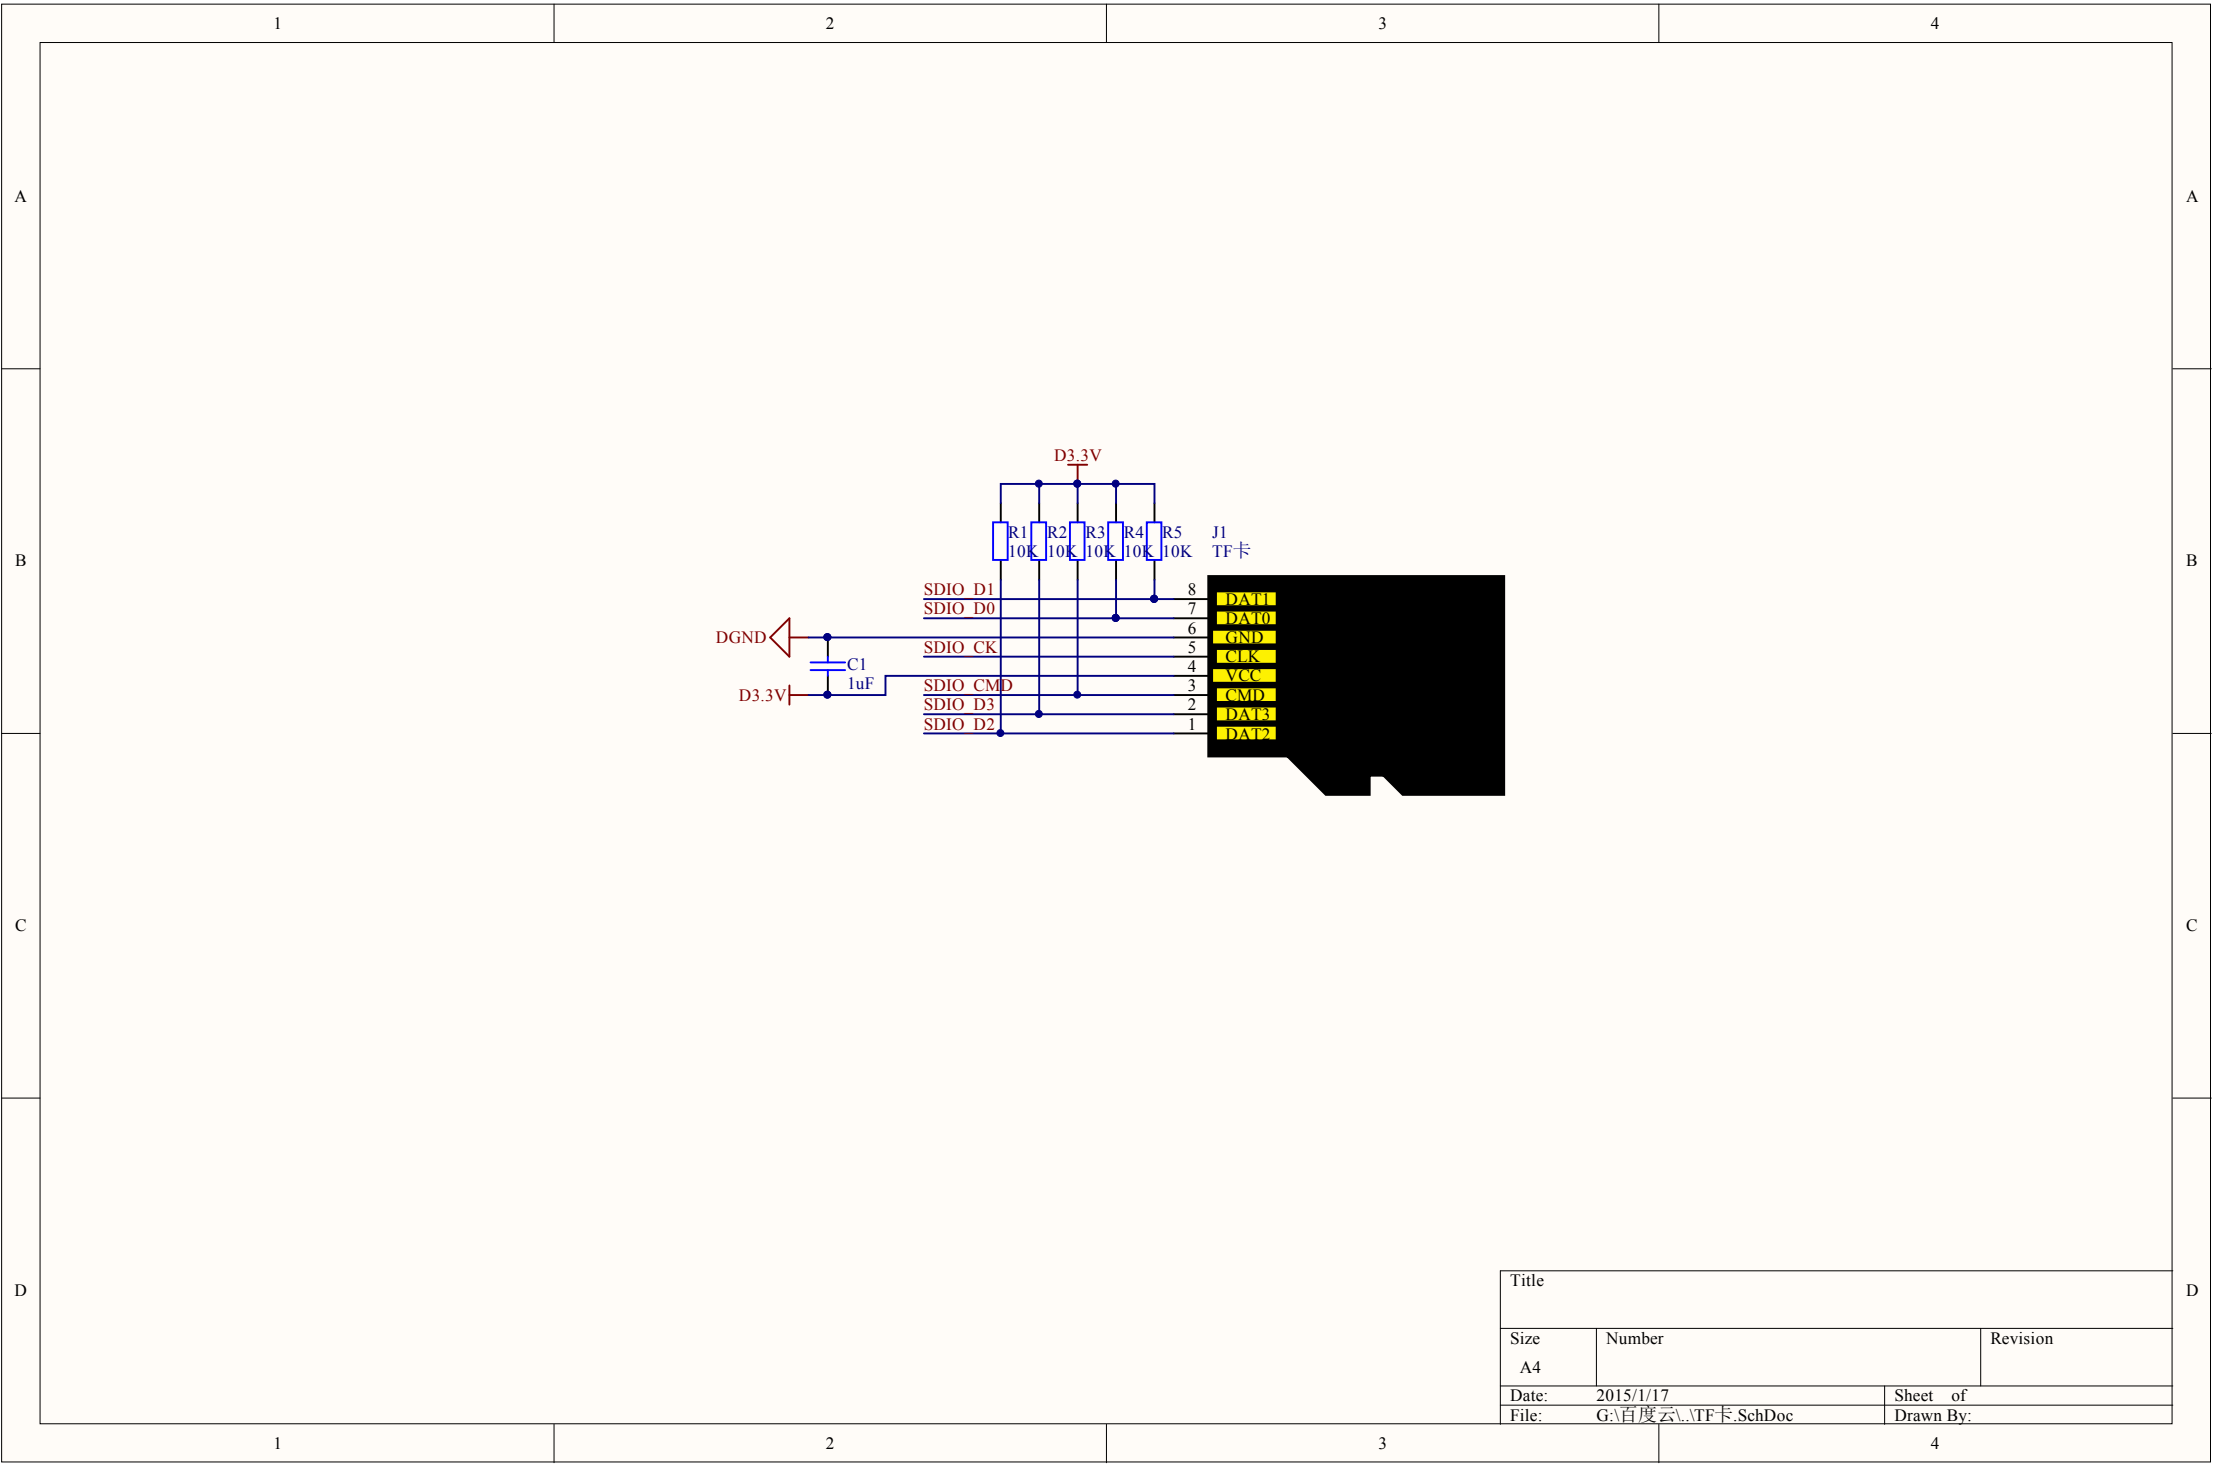 1 2 3 4
A A
D3.3V
R1 R2 R3 R4 R5 J1
10K 10K 10K 10K 10K TF卡
B B
SDIO_D1 8 DAT1
SDIO_D0 7 DAT0
DGND 6 GND
SDIO_CK 5 CLK
C1 4 VCC
1uF
D3.3V SDIO_CMD 3 CMD
SDIO_D3 2 DAT3
SDIO_D2 1 DAT2
C C
Title
D D
Size Number Revision
A4
Date: 2015/1/17 Sheet of
File: G:\百度云\..\TF卡.SchDoc Drawn By:
1 2 3 4